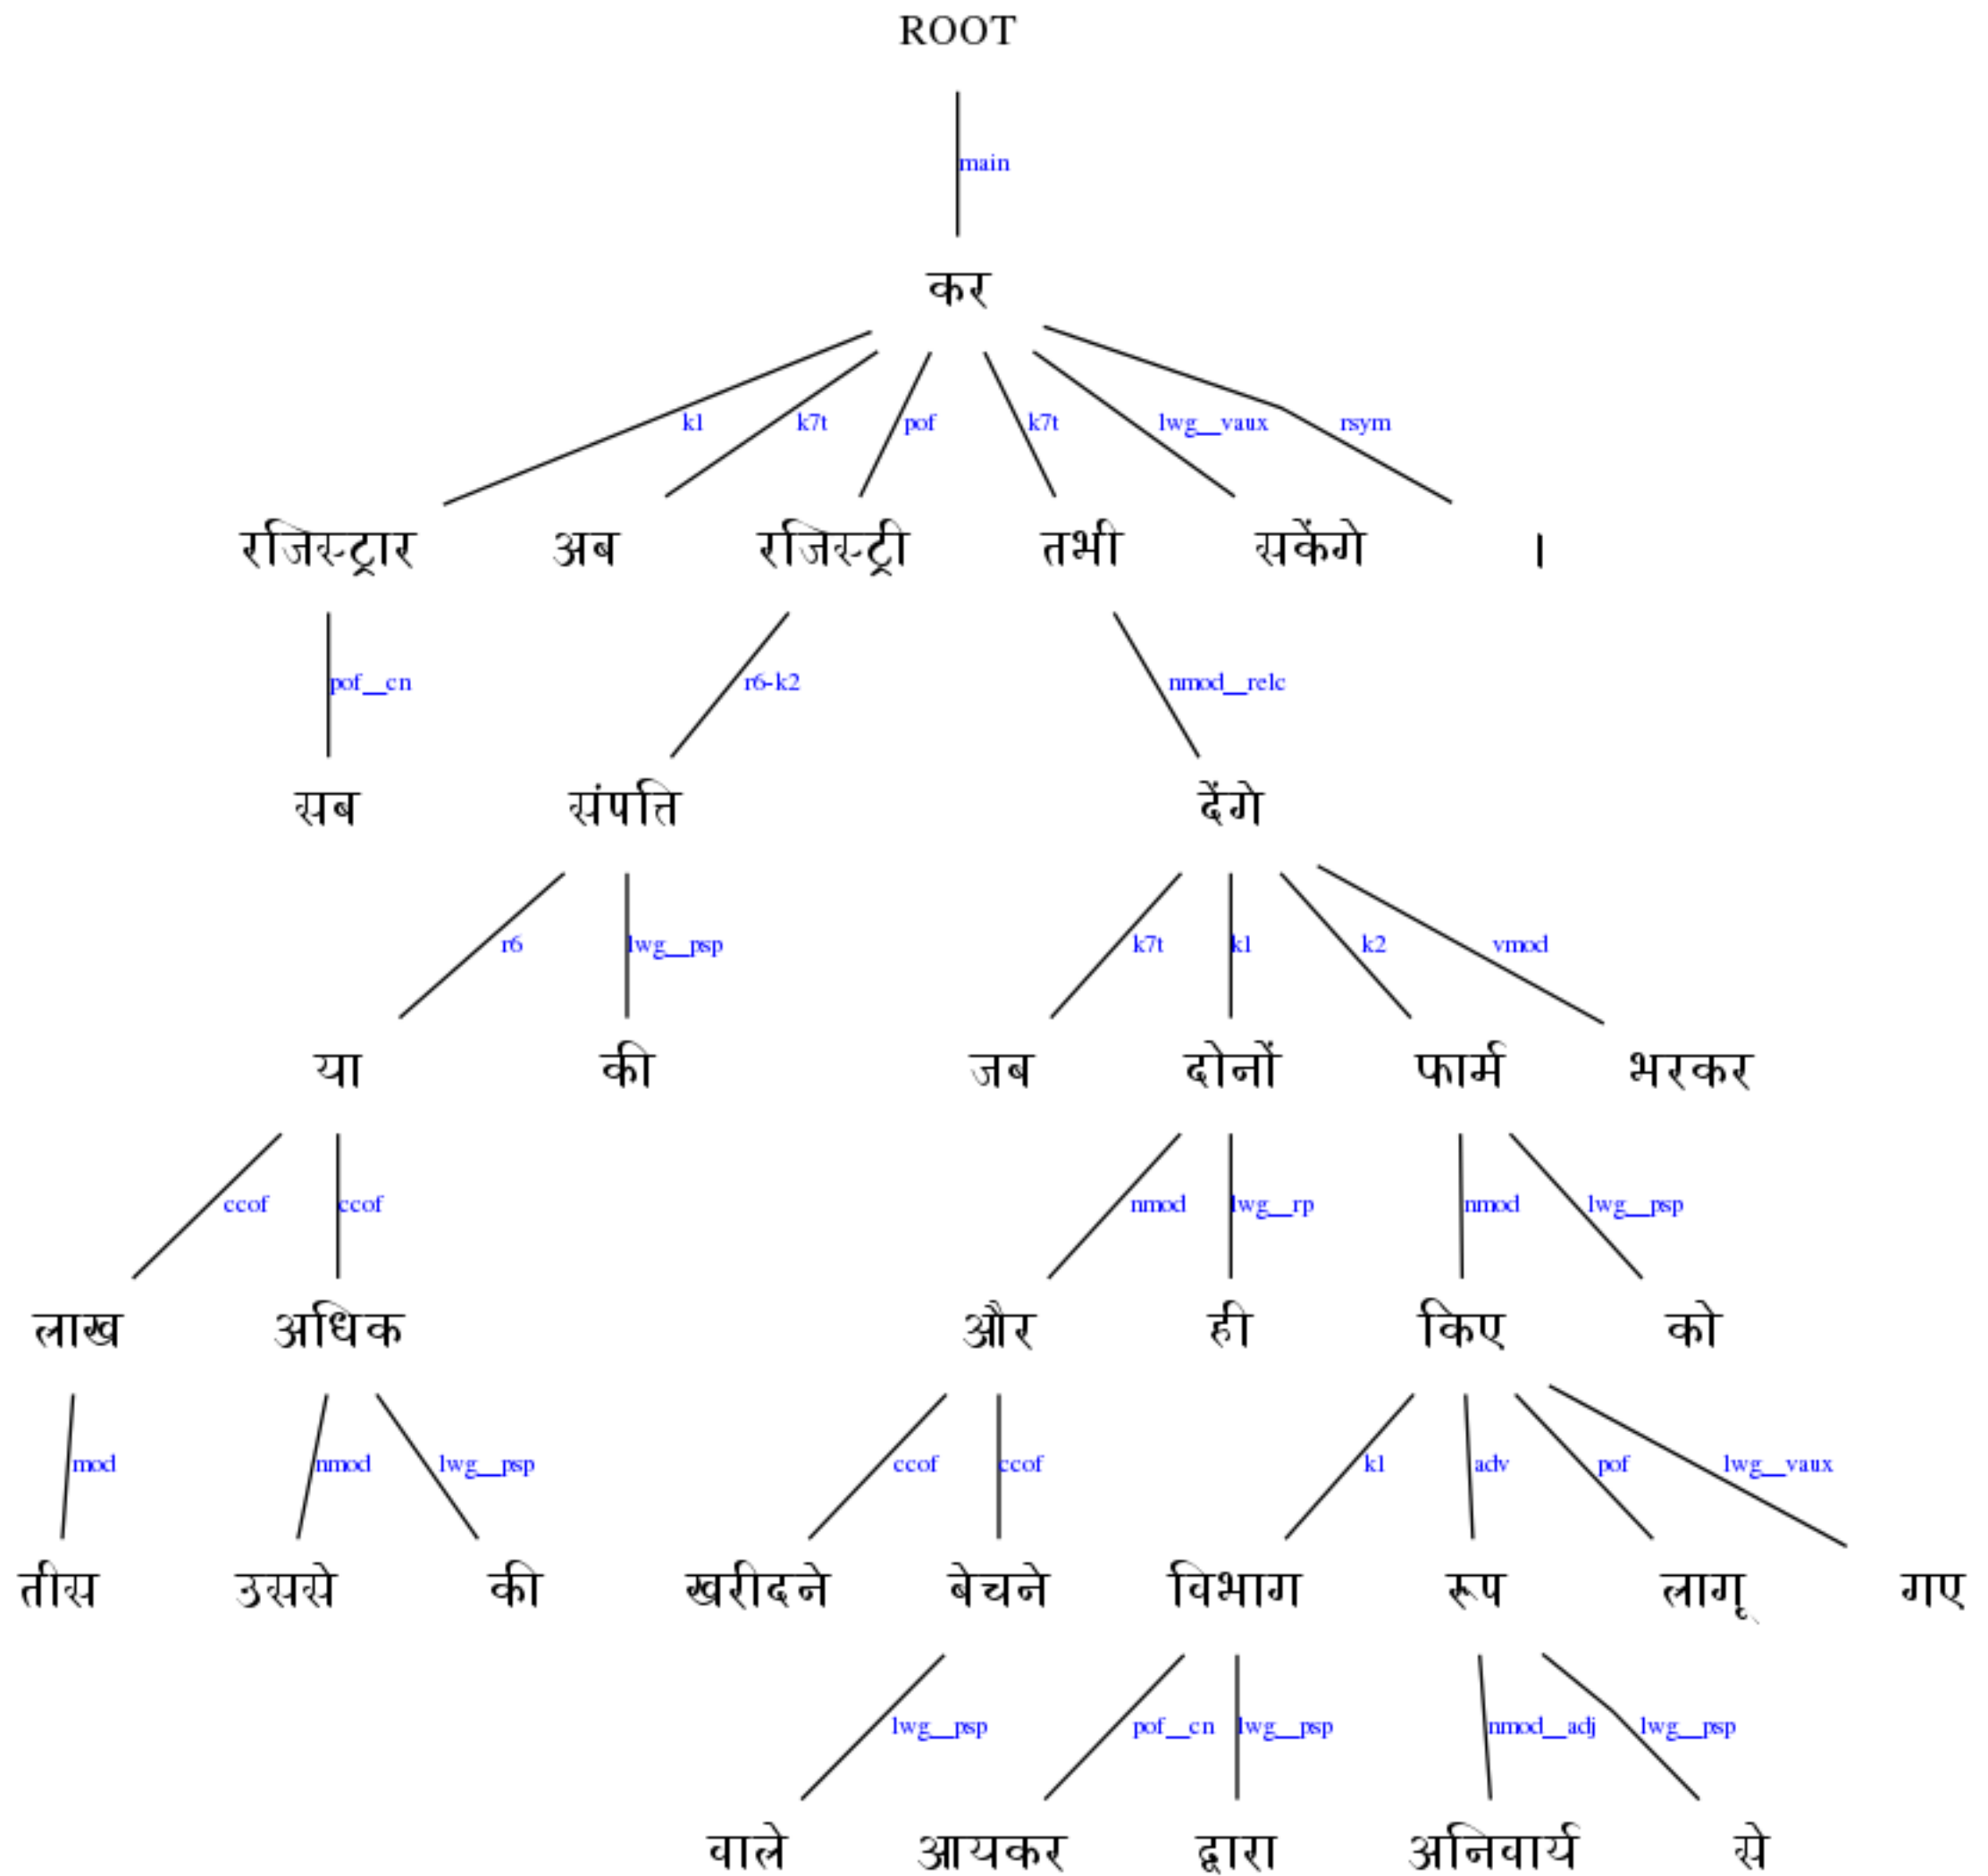 ROOT
main
कर
k1 k7t pof k7t lwg__vaux rsym
रजिस्ट्रार अब रजिस्ट्री तभी सकेंगे ।
pof__cn r6-k2 nmod__relc
सब संपत्ति देंगे
r6 lwg__psp k7t k1 k2 vmod
या की जब दोनों फार्म भरकर
ccof ccof nmod lwg__rp nmod lwg__psp
लाख अधिक और ही किए को
mod nmod lwg__psp ccof ccof k1 adv pof lwg__vaux
तीस उससे की खरीदने बेचने विभाग रूप लागू गए
lwg__psp pof__cn lwg__psp nmod__adj lwg__psp
वाले आयकर द्वारा अनिवार्य से